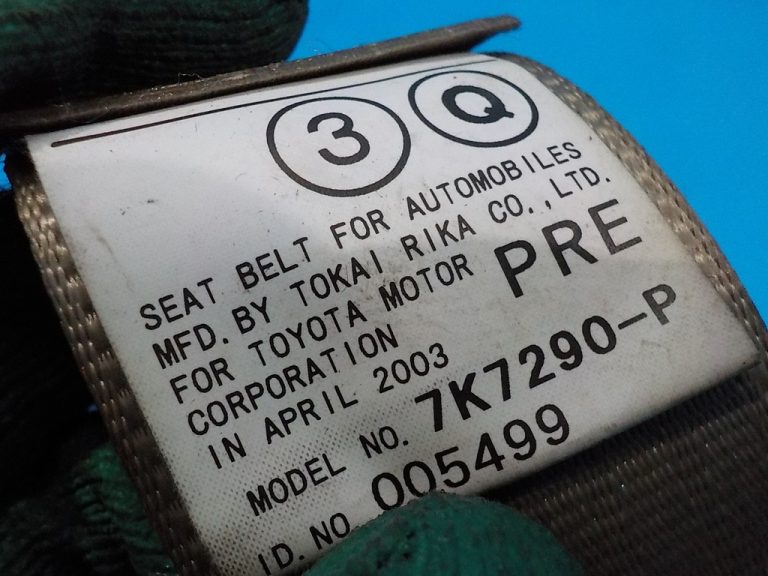 3 Q
SEAT BELT FOR AUTOMOBILES
MFD. BY TOKAI RIKA CO.,LTD.
FOR TOYOTA MOTOR PRE
CORPORATION
IN APRIL 2003
MODEL NO. 7K7290-P
ID. NO 005499